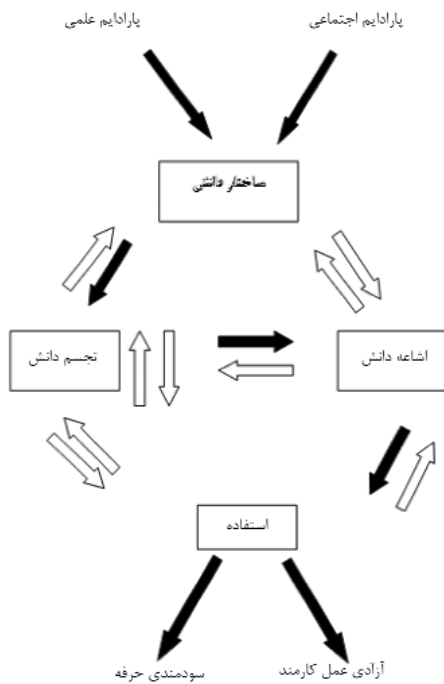 پارادایم اجتماعی
پارادایم علمی
ساختار دانش
تجسم دانش
اشاعه دانش
استفاده
آزادی عمل کارمند
سودمندی حرفه